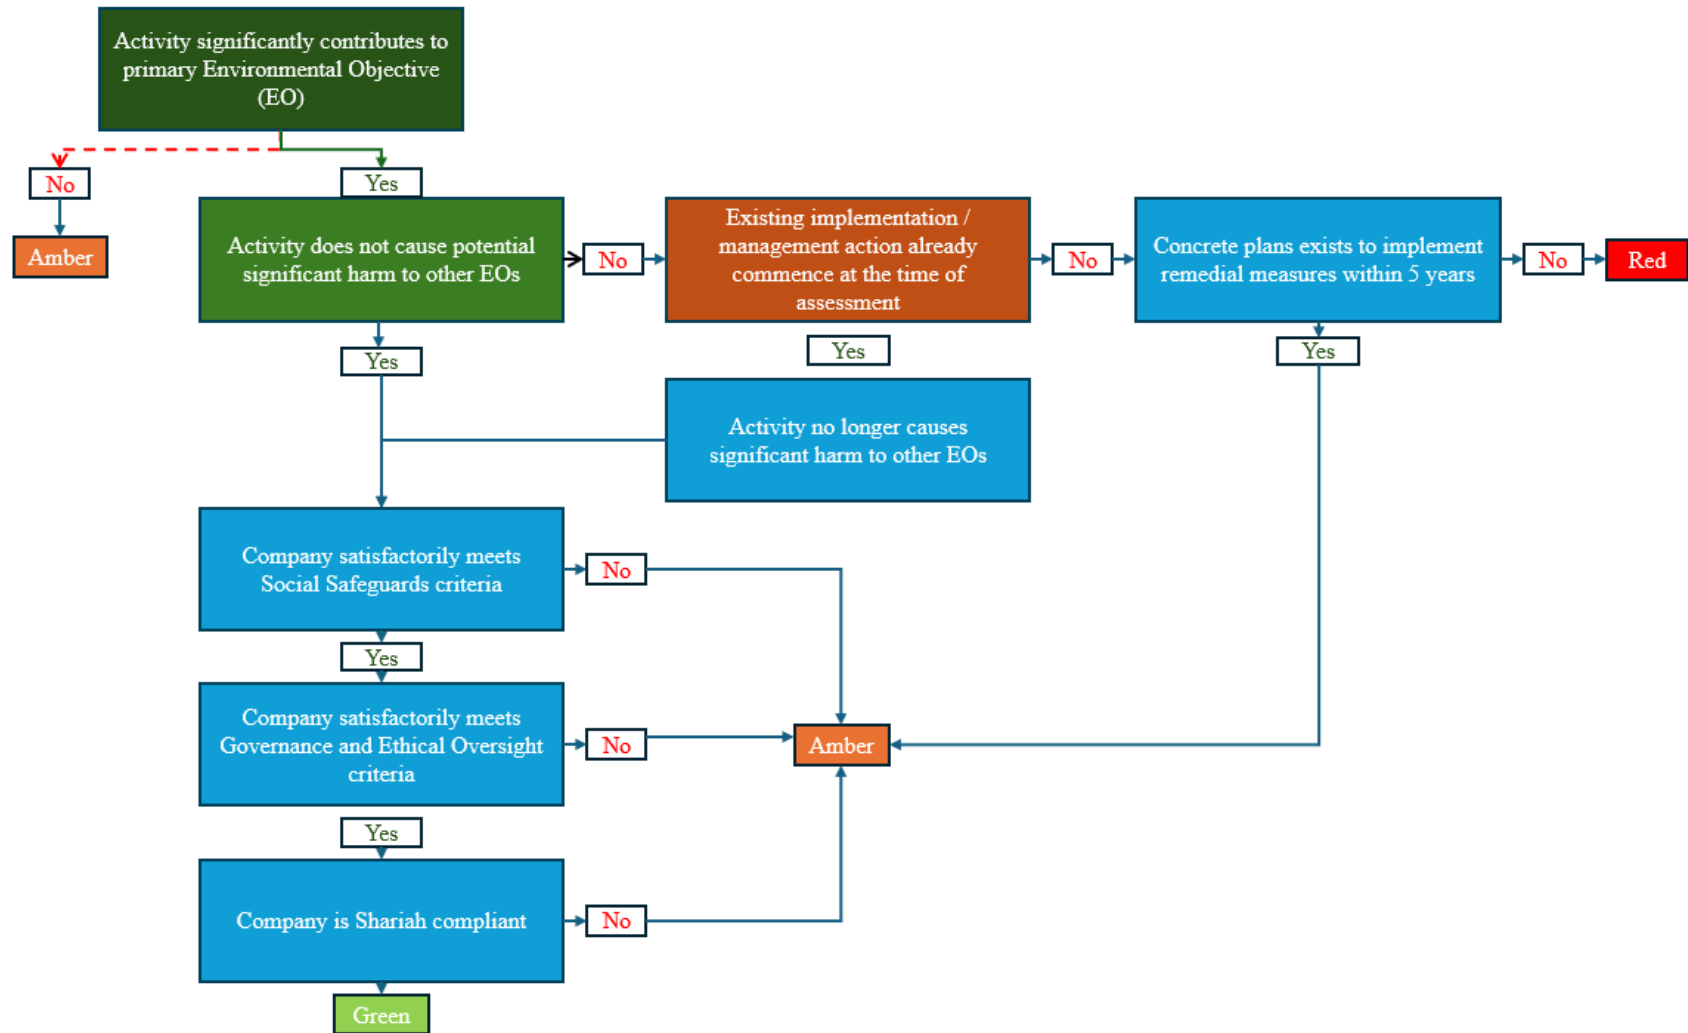 Activity significantly contributes to
primary Environmental Objective
(EO)
No
Yes
Amber
Activity does not cause potential
significant harm to other EOs
No
Existing implementation /
management action already
commence at the time of
assessment
No
Concrete plans exists to implement
remedial measures within 5 years
No
Red
Yes
Yes
Yes
Activity no longer causes
significant harm to other EOs
Company satisfactorily meets
Social Safeguards criteria
No
Yes
Company satisfactorily meets
Governance and Ethical Oversight
criteria
No
Amber
Yes
Company is Shariah compliant
No
Green